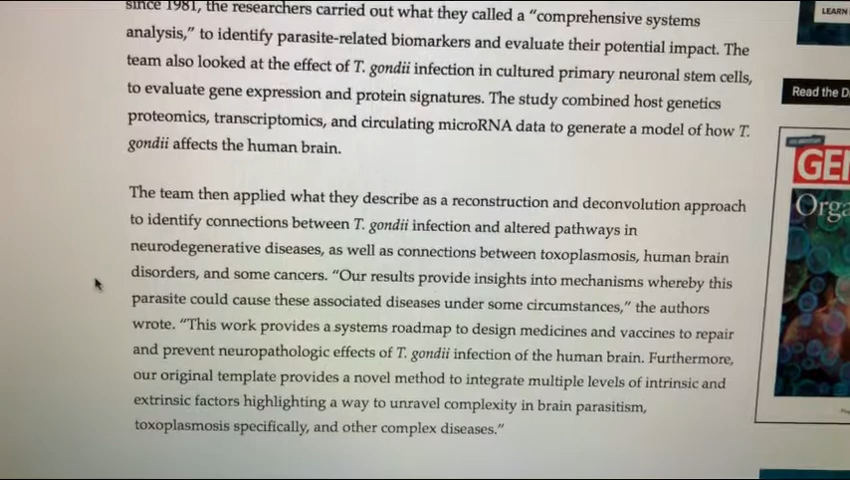 since 1981, the researchers carried out what they called a “comprehensive systems
analysis,” to identify parasite-related biomarkers and evaluate their potential impact. The
team also looked at the effect of T. gondii infection in cultured primary neuronal stem cells,
to evaluate gene expression and protein signatures. The study combined host genetics
proteomics, transcriptomics, and circulating microRNA data to generate a model of how T.
gondii affects the human brain.
The team then applied what they describe as a reconstruction and deconvolution approach
to identify connections between T. gondii infection and altered pathways in
neurodegenerative diseases, as well as connections between toxoplasmosis, human brain
disorders, and some cancers. “Our results provide insights into mechanisms whereby this
parasite could cause these associated diseases under some circumstances,” the authors
wrote. “This work provides a systems roadmap to design medicines and vaccines to repair
and prevent neuropathologic effects of T. gondii infection of the human brain. Furthermore,
our original template provides a novel method to integrate multiple levels of intrinsic and
extrinsic factors highlighting a way to unravel complexity in brain parasitism,
toxoplasmosis specifically, and other complex diseases.”
LEARN
Read the D
GE
Orga